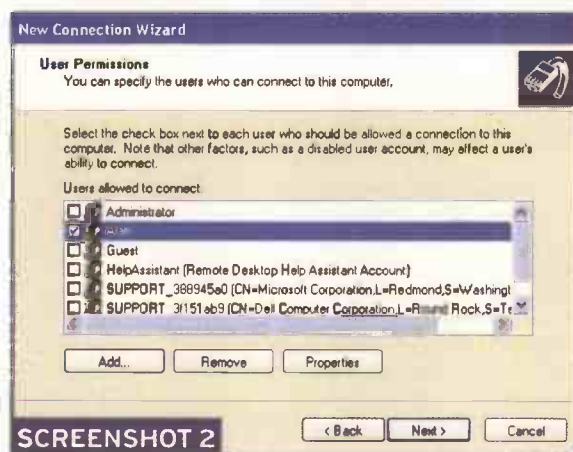 New Connection Wizard
User Permissions
You can specify the users who can connect to this computer.
Select the check box next to each user who should be allowed a connection to this
computer. Note that other factors, such as a disabled user account, may affect a user's
ability to connect.
Users allowed to connect
Administrator
Guest
HelpAssistant (Remote Desktop Help Assistant Account)
SUPPORT_388945a0 (CN=Microsoft Corporation,L=Redmond,S=Washingt
SUPPORT_3f151ab9 (CN=Dell Computer Corporation,L=Round Rock,S=Te
Add...
Remove
Properties
< Back
Next >
Cancel
SCREENSHOT 2